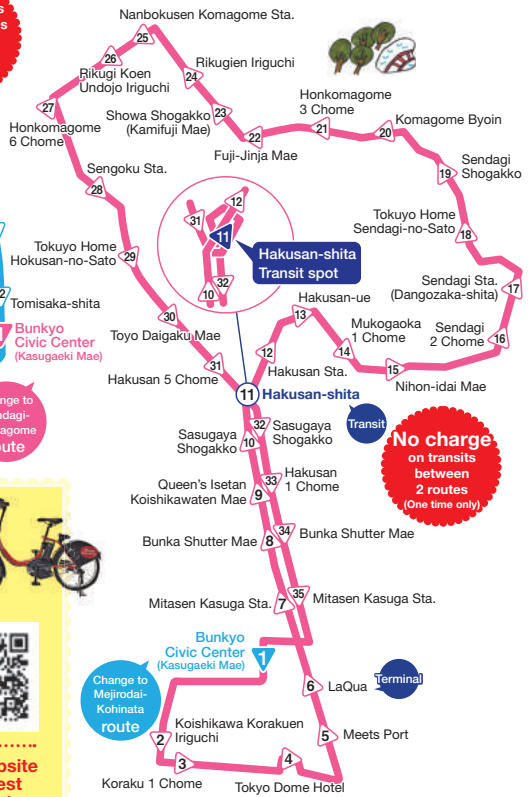 Nanbokusen Komagome Sta.
25
26
Rikugi Koen
Undojo Iriguchi
24
Rikugien Iriguchi
27
Honkomagome
6 Chome
Showa Shogakko
(Kamifuji Mae)
23
22
Fuji-Jinja Mae
Honkomagome
3 Chome
21
20
Komagome Byoin
19
Sendagi
Shogakko
Sengoku Sta.
28
Tokuyo Home
Sendagi-no-Sato
18
12
31
11
10
32
Hakusan-shita
Transit spot
Tokuyo Home
Hokusan-no-Sato
29
Sendagi Sta.
(Dangozaka-shita)
17
Tomisaka-shita
1
Bunkyo
Civic Center
(Kasugaeki Mae)
30
Toyo Daigaku Mae
Hakusan-ue
13
Mukogaoka
1 Chome
14
Sendagi
2 Chome
16
15
Nihon-idai Mae
31
Hakusan 5 Chome
12
Hakusan Sta.
11
Hakusan-shita
Transit
No charge
on transits
between
2 routes
(One time only)
Sasugaya
Shogakko
10
32
Sasugaya
Shogakko
Queen's Isetan
Koishikawaten Mae
9
33
Hakusan
1 Chome
Bunka Shutter Mae
8
34
Bunka Shutter Mae
Mitasen Kasuga Sta.
7
35
Mitasen Kasuga Sta.
Bunkyo
Civic Center
(Kasugaeki Mae)
1
Change to
Mejirodai-
Kohinata
route
6
LaQua
Terminal
5
Meets Port
2
Koishikawa Korakuen
Iriguchi
3
Koraku 1 Chome
4
Tokyo Dome Hotel